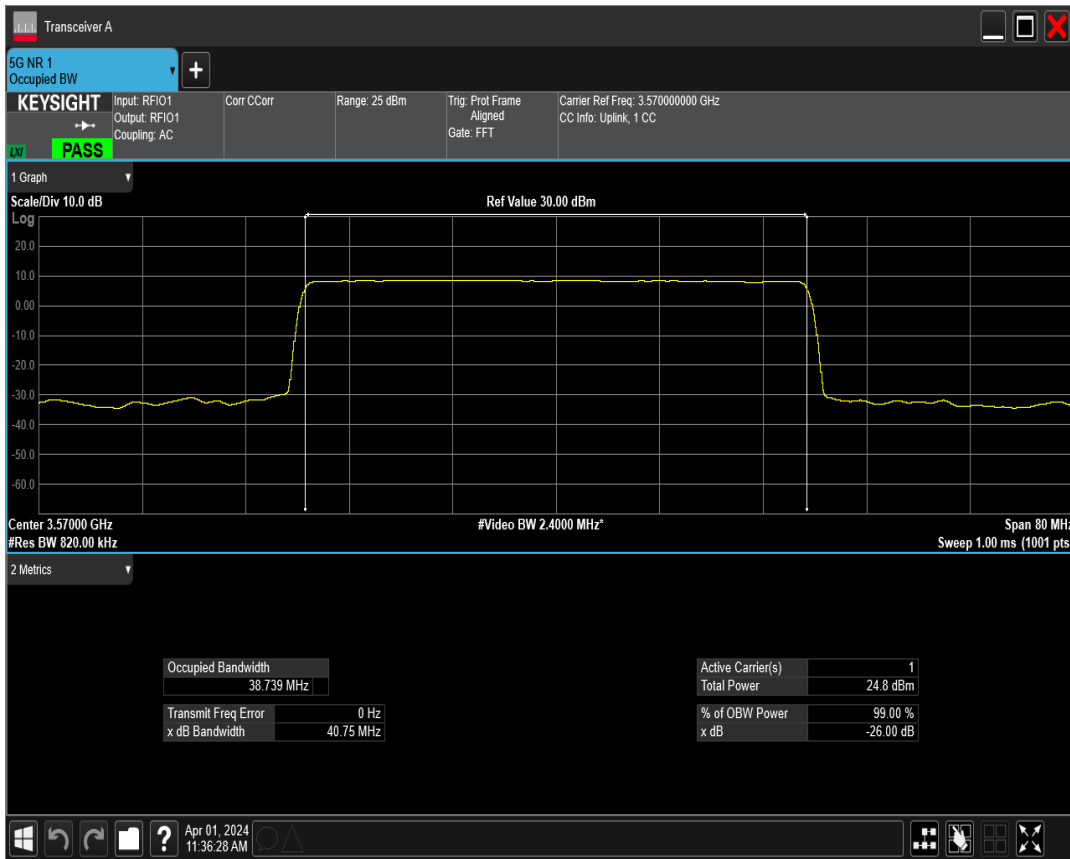 Transceiver A
5G NR 1
Occupied BW
KEYSIGHT
LXI
PASS
Input: RFIO1
Output: RFIO1
Coupling: AC
Corr CCorr
Range: 25 dBm
Trig: Prot Frame
Aligned
Gate: FFT
Carrier Ref Freq: 3.570000000 GHz
CC Info: Uplink, 1 CC
1 Graph
Scale/Div 10.0 dB
Ref Value 30.00 dBm
Log
20.0
10.0
0.00
-10.0
-20.0
-30.0
-40.0
-50.0
-60.0
Center 3.57000 GHz
#Video BW 2.4000 MHz*
Span 80 MHz
#Res BW 820.00 kHz
Sweep 1.00 ms (1001 pts
2 Metrics
Occupied Bandwidth
38.739 MHz
Transmit Freq Error 0 Hz
x dB Bandwidth 40.75 MHz
Active Carrier(s) 1
Total Power 24.8 dBm
% of OBW Power 99.00 %
x dB -26.00 dB
?
Apr 01, 2024
11:36:28 AM